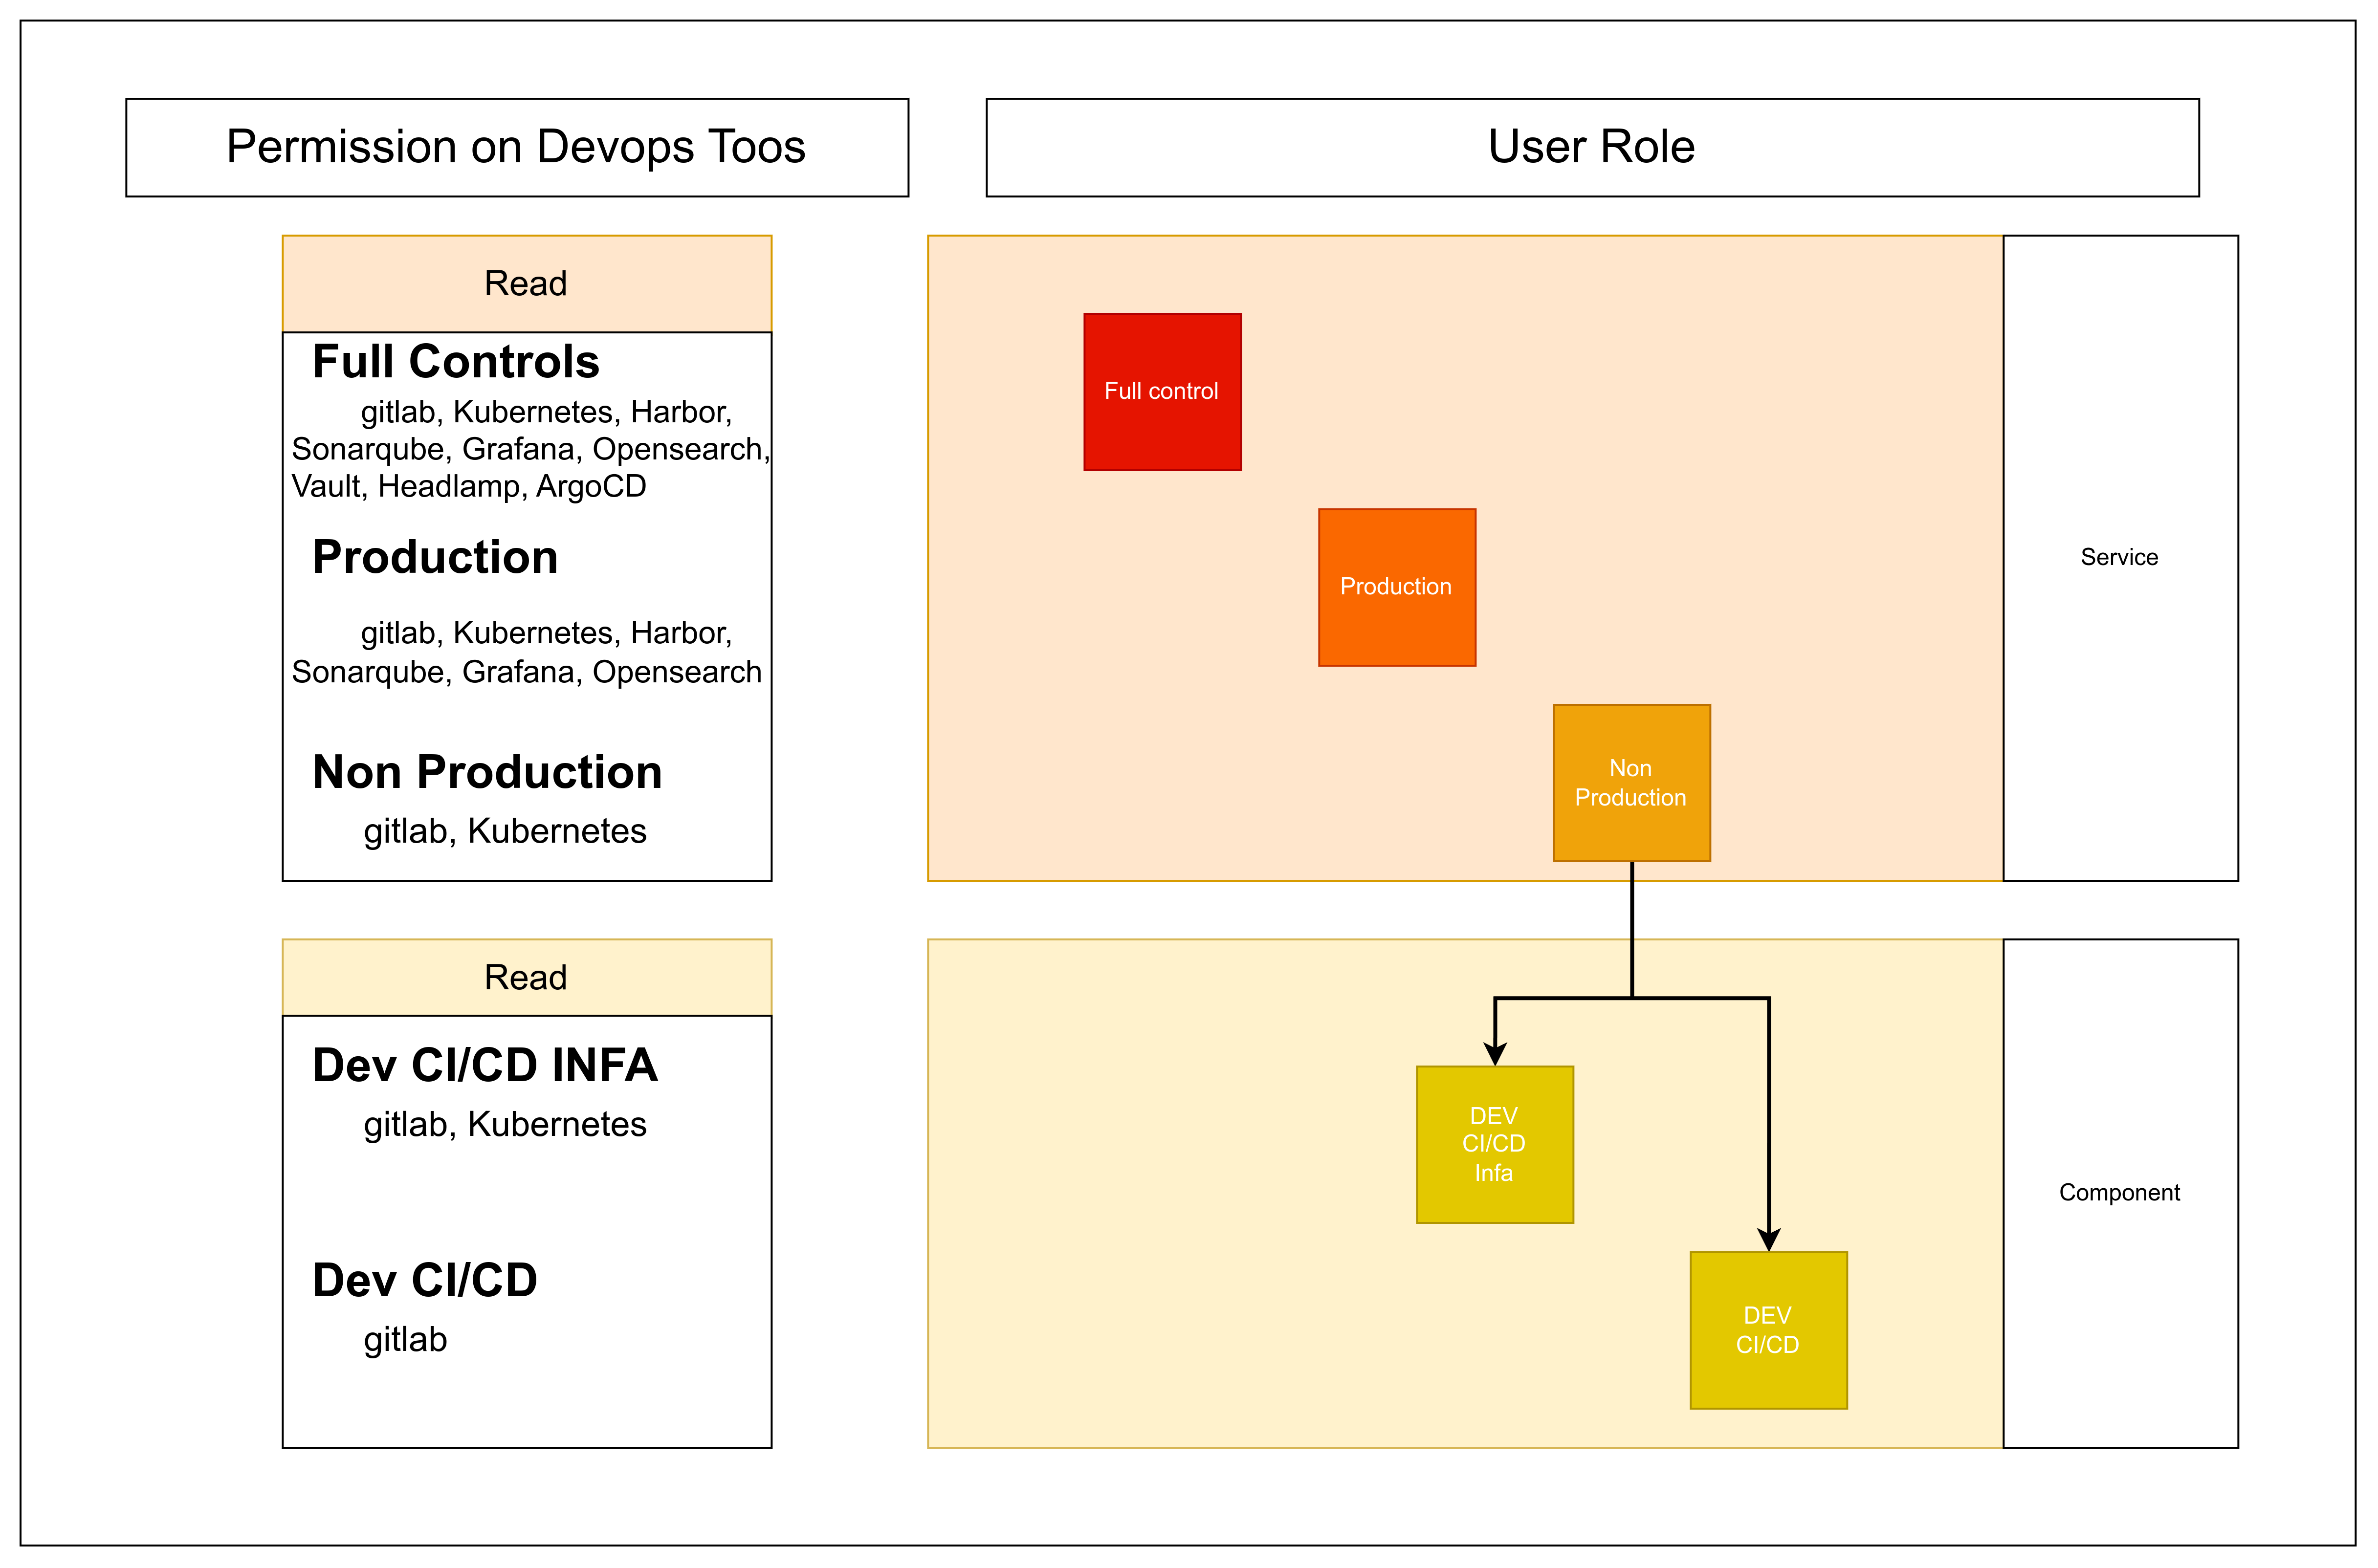 Permission on Devops Toos
User Role
Read
Full Controls
gitlab, Kubernetes, Harbor,
Sonarqube, Grafana, Opensearch,
Vault, Headlamp, ArgoCD
Production
gitlab, Kubernetes, Harbor,
Sonarqube, Grafana, Opensearch
Non Production
gitlab, Kubernetes
Full control
Production
Non
Production
Service
Read
Dev CI/CD INFA
gitlab, Kubernetes
Dev CI/CD
gitlab
DEV
CI/CD
Infa
DEV
CI/CD
Component